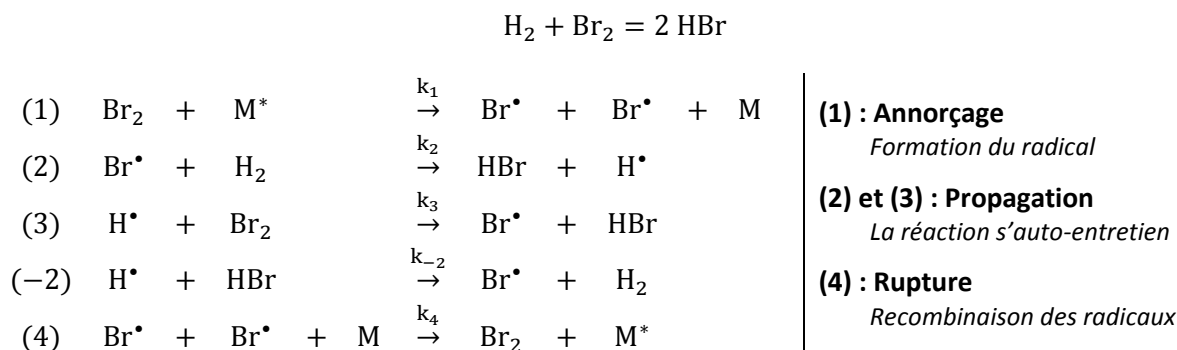 H₂ + Br₂ = 2 HBr
(1) Br₂ + M* →(k₁) Br• + Br• + M
(2) Br• + H₂ →(k₂) HBr + H•
(3) H• + Br₂ →(k₃) Br• + HBr
(−2) H• + HBr →(k₋₂) Br• + H₂
(4) Br• + Br• + M →(k₄) Br₂ + M*
(1) : Annorçage
Formation du radical
(2) et (3) : Propagation
La réaction s’auto-entretien
(4) : Rupture
Recombinaison des radicaux